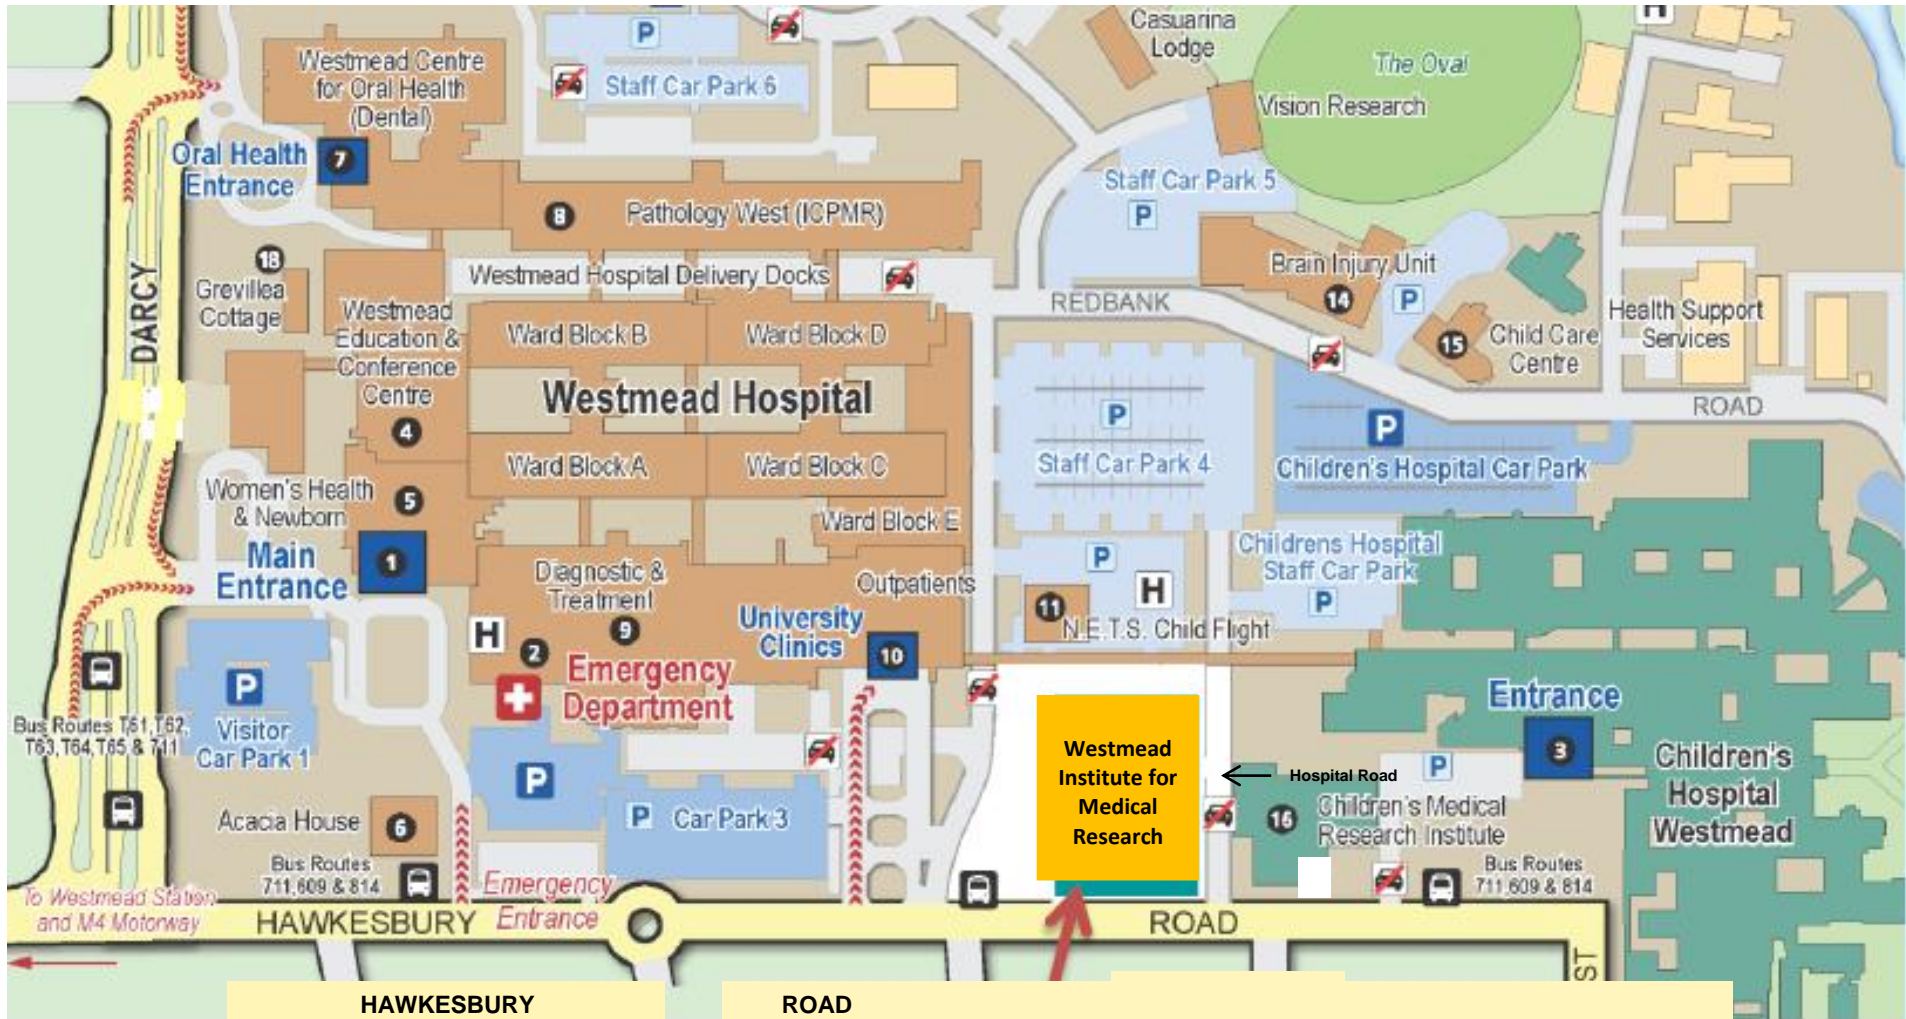 P
H
Casuarina
Lodge
The Oval
Westmead Centre
for Oral Health
(Dental)
Staff Car Park 6
Vision Research
Oral Health
Entrance
7
8
Pathology West (ICPMR)
Staff Car Park 5
P
18
Grevillea
Cottage
DARCY
Westmead Hospital Delivery Docks
Brain Injury Unit
14
P
REDBANK
Westmead
Education &
Conference
Centre
4
Ward Block B
Ward Block D
15
Child Care
Centre
Health Support
Services
Westmead Hospital
P
P
ROAD
Ward Block A
Ward Block C
Staff Car Park 4
Children's Hospital Car Park
Women's Health
& Newborn
5
Ward Block E
Main
Entrance
1
Diagnostic &
Treatment
9
Outpatients
P
H
Childrens Hospital
Staff Car Park
P
University
Clinics
10
11
N.E.T.S. Child Flight
H
2
Emergency
Department
P
Visitor
Car Park 1
Bus Routes T61,T62,
T63,T64,T65 & 711
Entrance
3
Westmead
Institute for
Medical
Research
Hospital Road
P
Children's
Hospital
Westmead
P
P
Car Park 3
Acacia House
6
16
Children's Medical
Research Institute
Bus Routes
711,609 & 814
Bus Routes
711,609 & 814
To Westmead Station
and M4 Motorway
Emergency
Entrance
HAWKESBURY
ROAD
ST
HAWKESBURY
ROAD